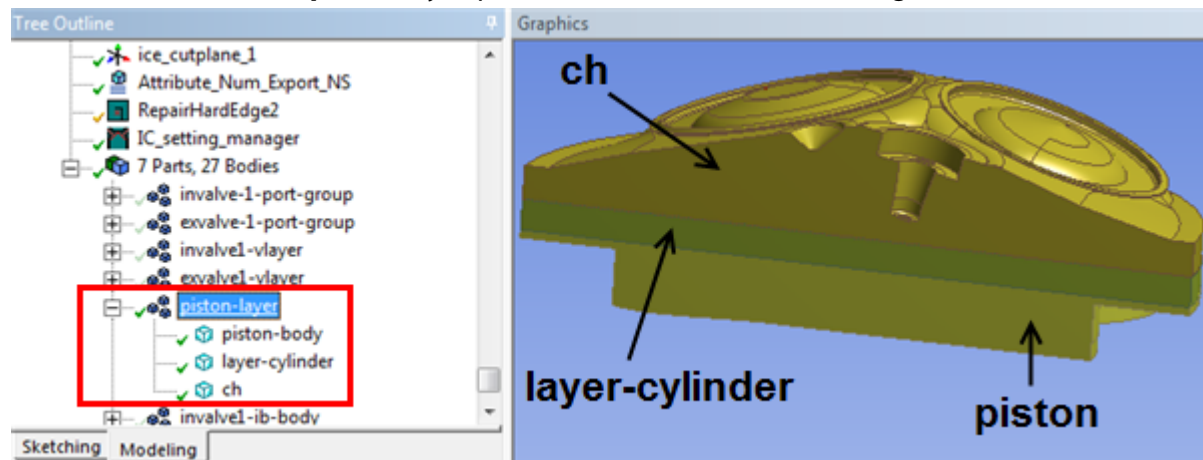 Tree Outline
ice_cutplane_1
Attribute_Num_Export_NS
RepairHardEdge2
IC_setting_manager
7 Parts, 27 Bodies
invalve-1-port-group
exvalve-1-port-group
invalve1-vlayer
exvalve1-vlayer
piston-layer
piston-body
layer-cylinder
ch
invalve1-ib-body
Sketching Modeling
Graphics
ch
layer-cylinder
piston